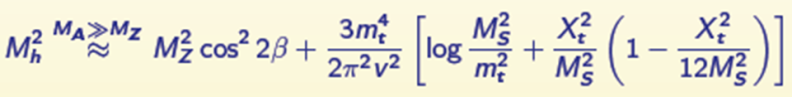 M_h^2 \overset{M_A \gg M_Z}{\approx} M_Z^2 \cos^2 2\beta + \frac{3m_t^4}{2\pi^2 v^2} \left[ \log \frac{M_S^2}{m_t^2} + \frac{X_t^2}{M_S^2} \left( 1 - \frac{X_t^2}{12M_S^2} \right) \right]